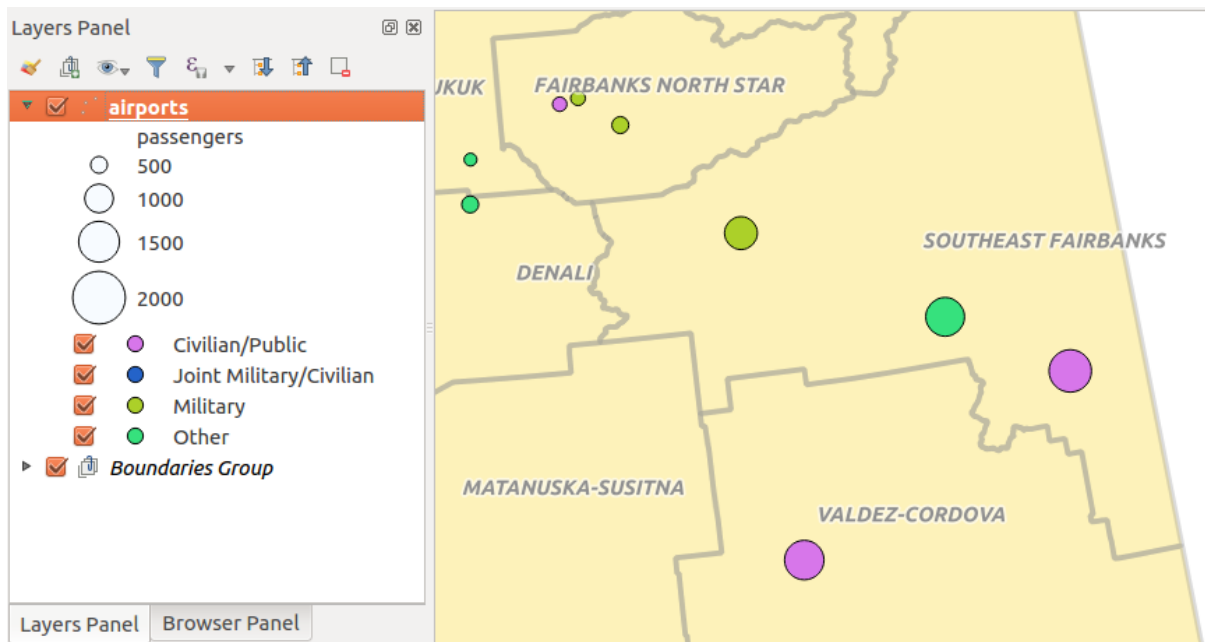 Layers Panel
airports
passengers
500
1000
1500
2000
Civilian/Public
Joint Military/Civilian
Military
Other
Boundaries Group
Layers Panel
Browser Panel
UKUK
FAIRBANKS NORTH STAR
SOUTHEAST FAIRBANKS
DENALI
MATANUSKA-SUSITNA
VALDEZ-CORDOVA